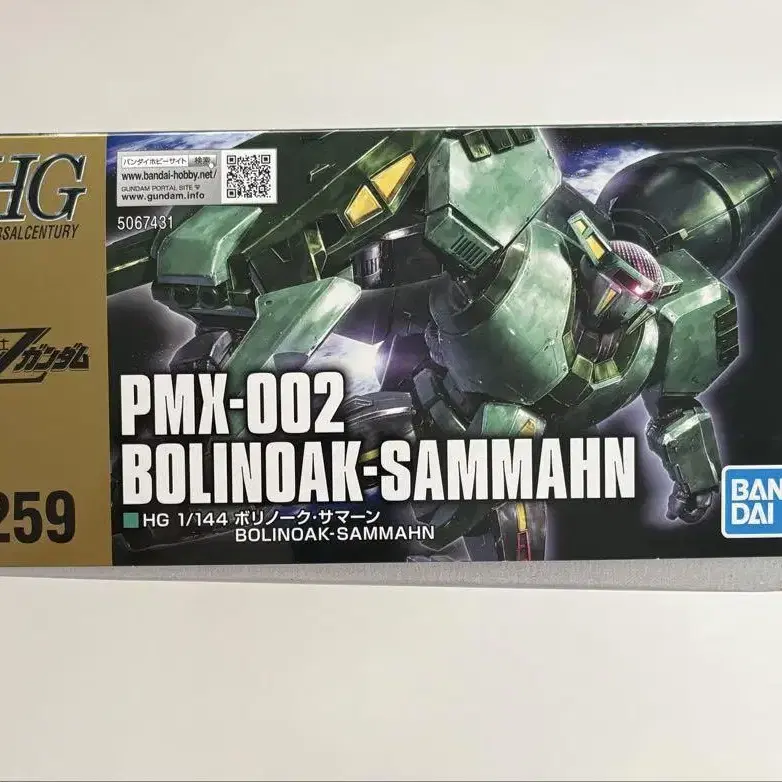 HG
RSALCENTURY
Ζガンダム
259
バンダイホビーサイト 検索
www.bandai-hobby.net/
GUNDAM PORTAL SITE
www.gundam.info
5067431
PMX-002
BOLINOAK-SAMMAHN
HG 1/144 ボリノーク・サマーン
BOLINOAK-SAMMAHN
BAN
DAI